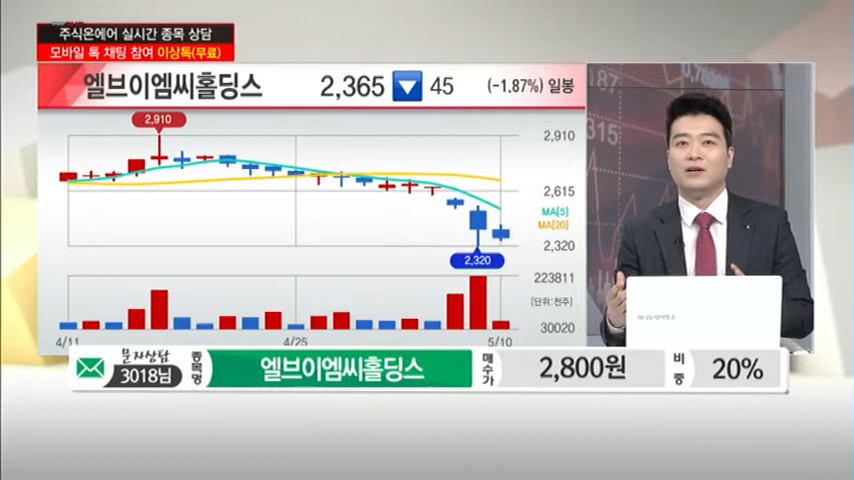 주식온에어 실시간 종목 상담
모바일 톡 채팅 참여 이상톡(무료)
엘브이엠씨홀딩스 2,365 ▼ 45 (-1.87%) 일봉
2,910
2,910
2,615
MA[5]
MA[20]
2,320
2,320
223811
[단위:천주]
30020
4/11 4/25 5/10
문자상담
3018님
종목명
엘브이엠씨홀딩스
매수가
2,800원
비중
20%
187
315